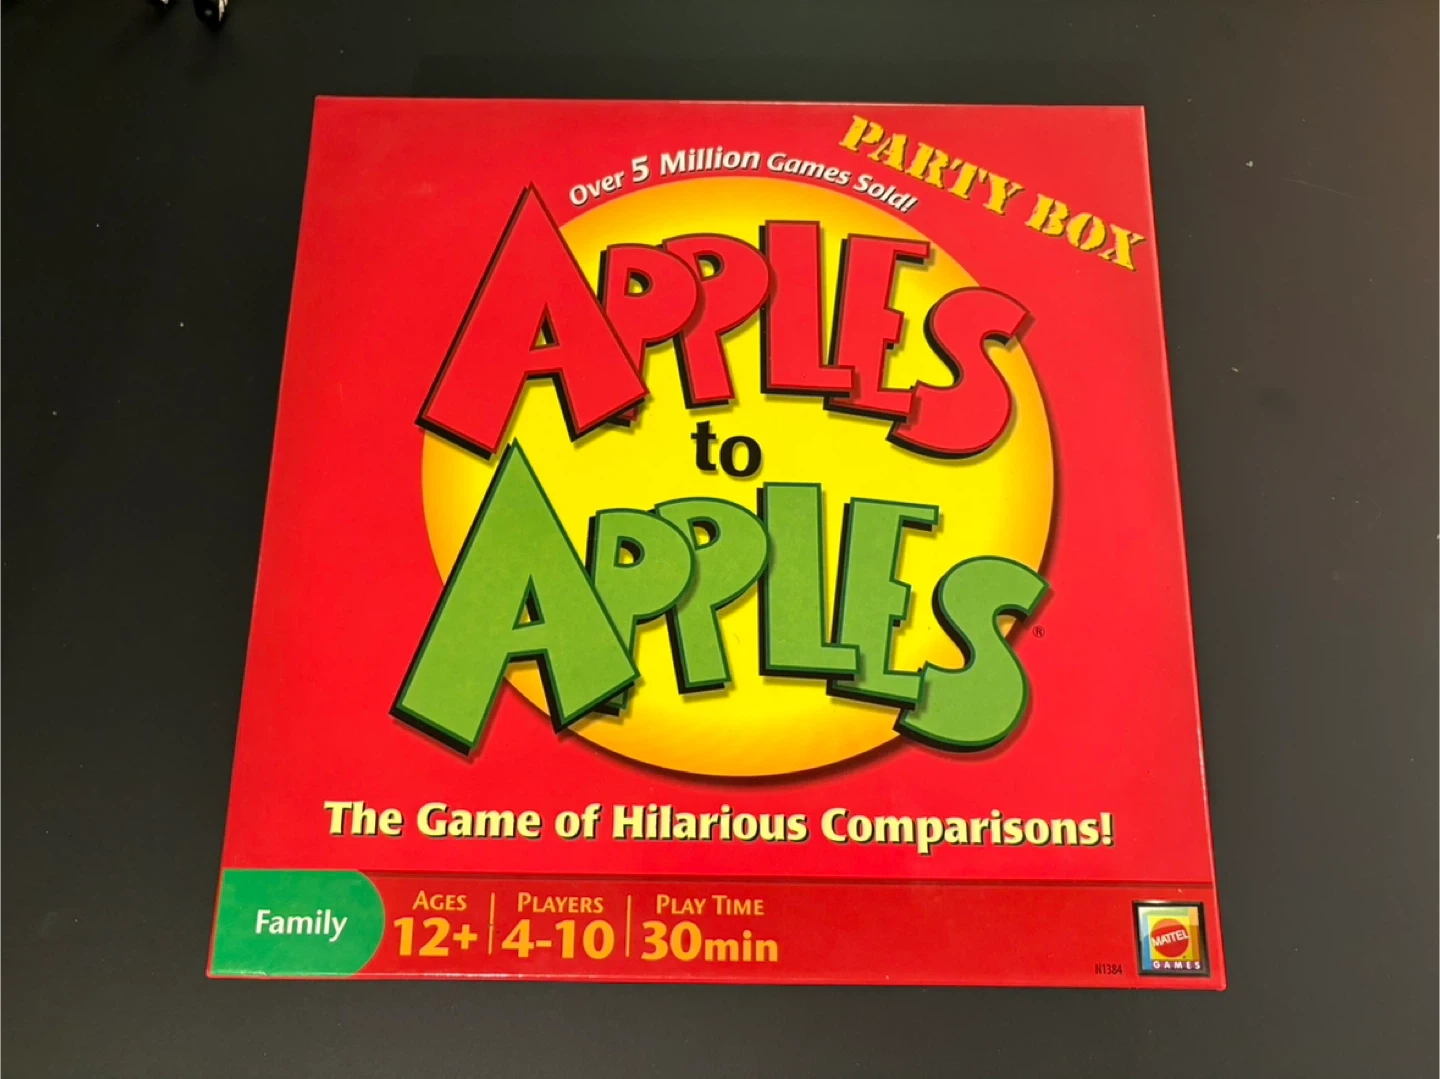 PARTY BOX
Over 5 Million Games Sold!
APPLES
to
APPLES®
The Game of Hilarious Comparisons!
Family
AGES
12+
PLAYERS
4-10
PLAY TIME
30min
N1384
MATTEL
GAMES